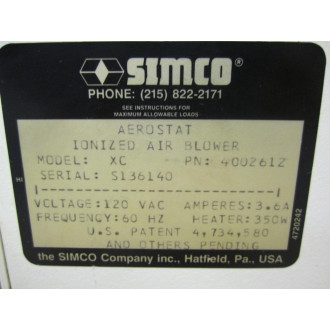 SIMCO®
PHONE: (215) 822-2171
SEE INSTRUCTIONS FOR
MAXIMUM ALLOWABLE LOADS
AEROSTAT
IONIZED AIR BLOWER
MODEL: XC PN: 4002612
SERIAL: S136140
HI
VOLTAGE: 120 VAC AMPERES: 3.6A
FREQUENCY: 60 HZ HEATER: 350W
U.S. PATENT 4,734,580
AND OTHERS PENDING
4720242
the SIMCO Company inc., Hatfield, Pa., USA